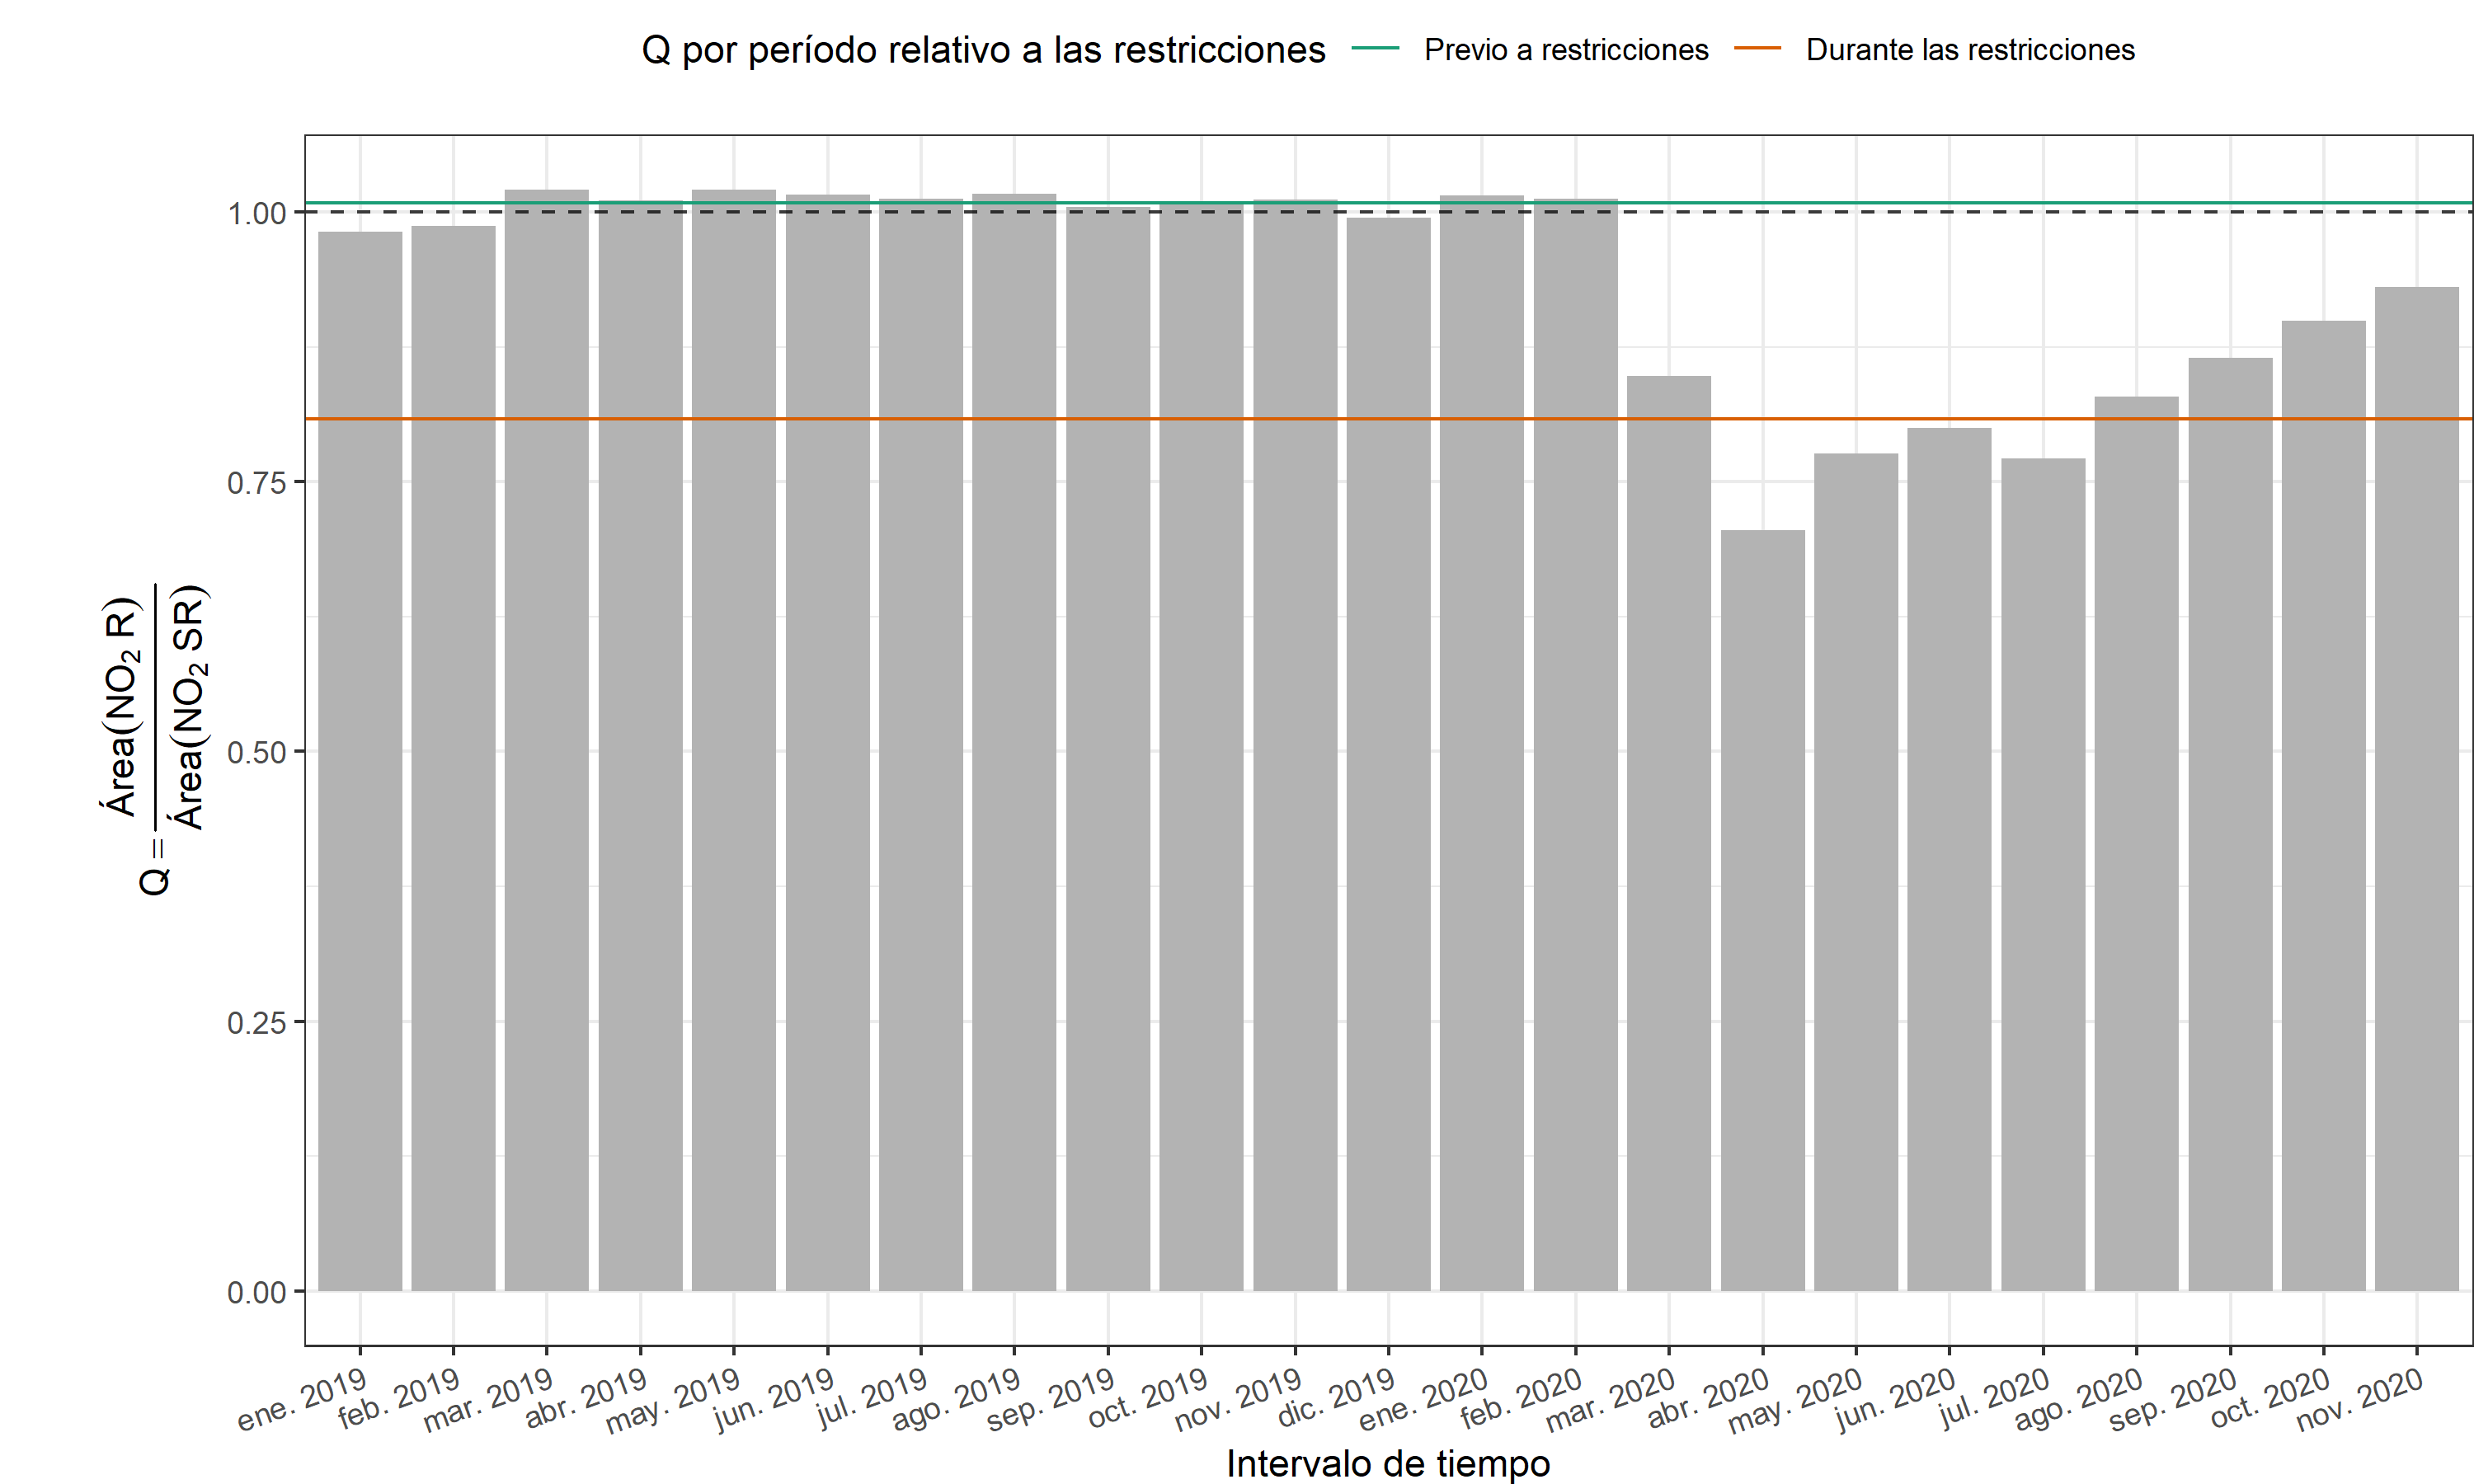 Q por período relativo a las restricciones Previo a restricciones Durante las restricciones
Q = Área(NO₂ R) / Área(NO₂ SR)
1.00
0.75
0.50
0.25
0.00
ene. 2019
feb. 2019
mar. 2019
abr. 2019
may. 2019
jun. 2019
jul. 2019
ago. 2019
sep. 2019
oct. 2019
nov. 2019
dic. 2019
ene. 2020
feb. 2020
mar. 2020
abr. 2020
may. 2020
jun. 2020
jul. 2020
ago. 2020
sep. 2020
oct. 2020
nov. 2020
Intervalo de tiempo